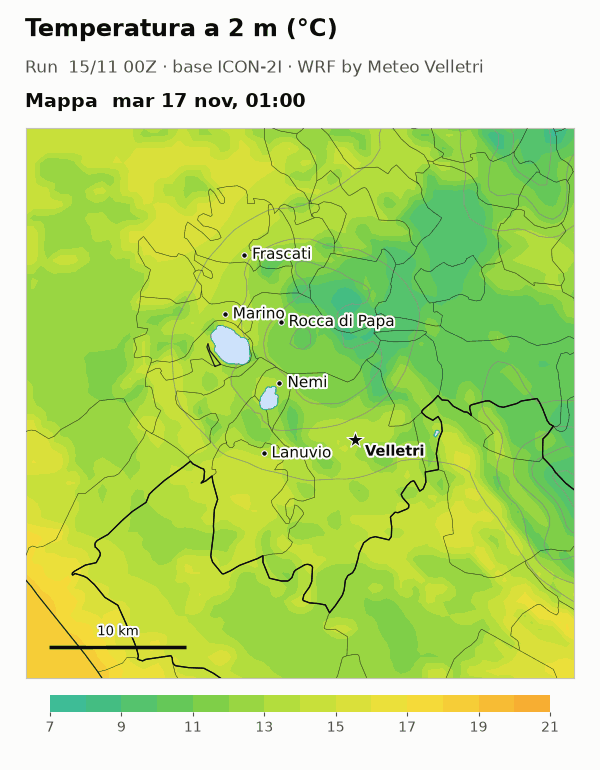 Temperatura a 2 m (°C)
Run  15/11 00Z · base ICON-2I · WRF by Meteo Velletri
Mappa  mar 17 nov, 01:00
Frascati
Marino
Rocca di Papa
Nemi
Velletri
Lanuvio
10 km
7 9 11 13 15 17 19 21